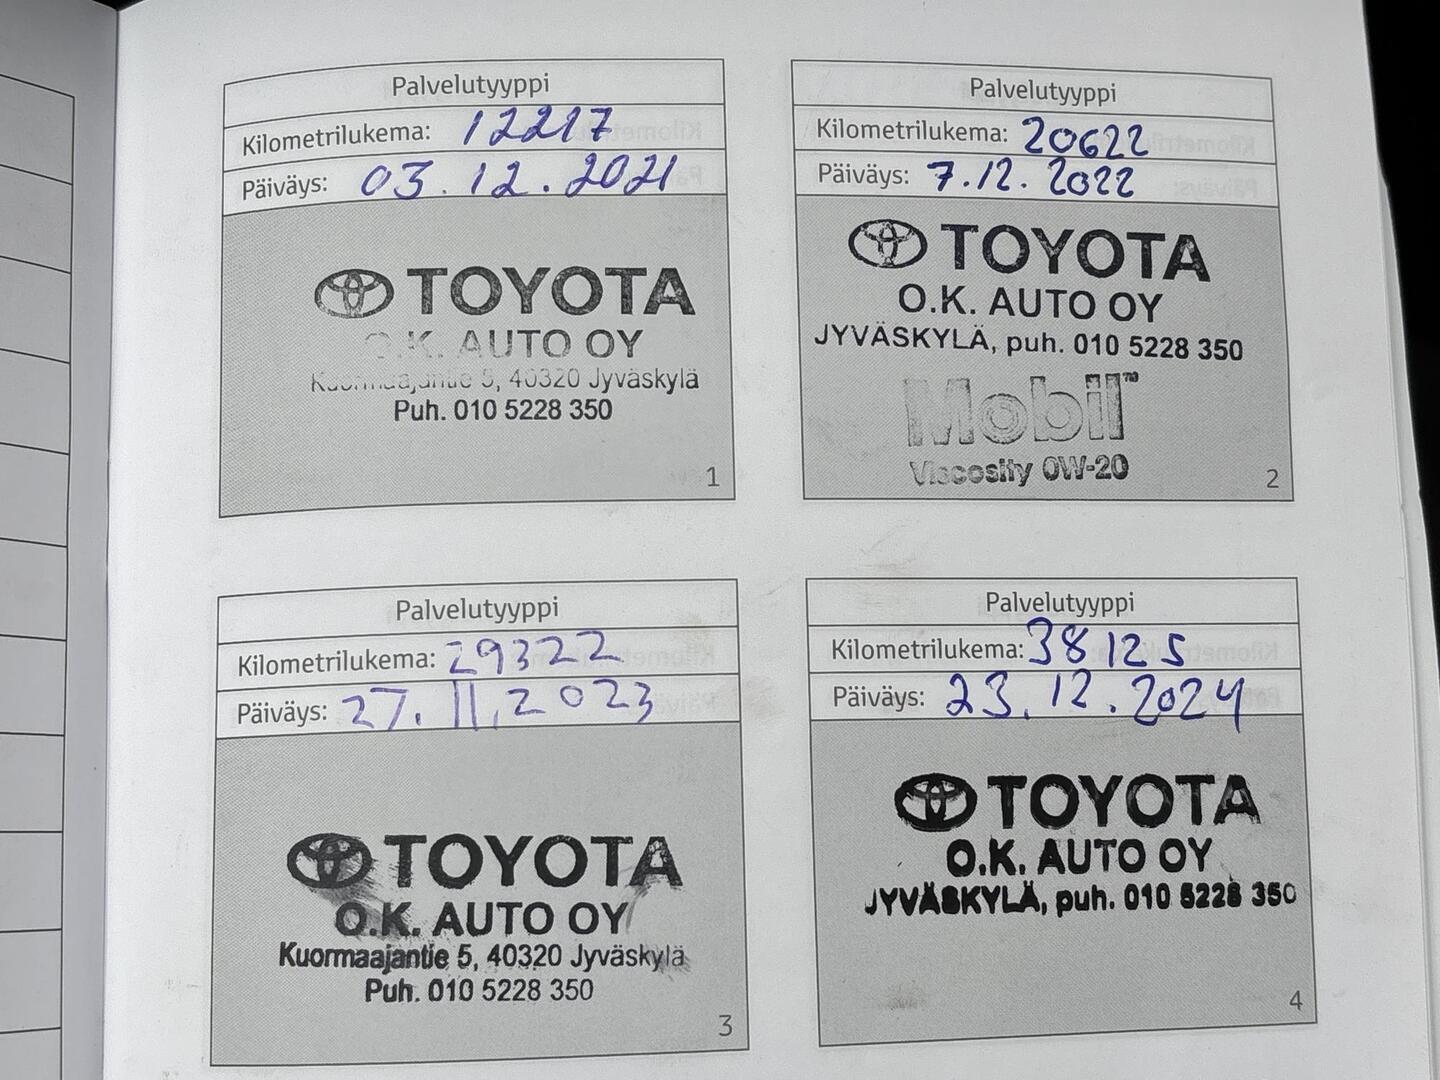 Palvelutyyppi
Kilometrilukema: 12217
Päiväys: 03.12.2021
TOYOTA
O.K. AUTO OY
Kuormaajantie 5, 40320 Jyväskylä
Puh. 010 5228 350
1
Palvelutyyppi
Kilometrilukema: 20622
Päiväys: 7.12.2022
TOYOTA
O.K. AUTO OY
JYVÄSKYLÄ, puh. 010 5228 350
Mobil™
Viscosity 0W-20
2
Palvelutyyppi
Kilometrilukema: 29322
Päiväys: 27.11.2023
TOYOTA
O.K. AUTO OY
Kuormaajantie 5, 40320 Jyväskylä
Puh. 010 5228 350
3
Palvelutyyppi
Kilometrilukema: 38125
Päiväys: 23.12.2024
TOYOTA
O.K. AUTO OY
JYVÄSKYLÄ, puh. 010 5228 350
4